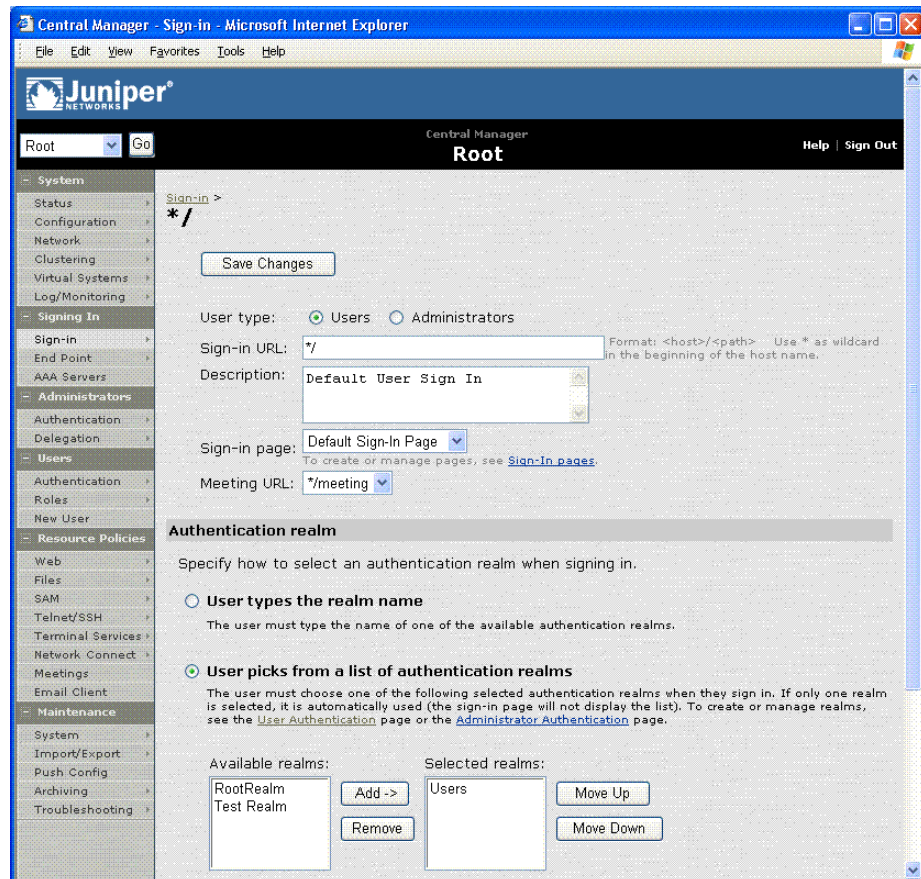 Central Manager - Sign-in - Microsoft Internet Explorer
File Edit View Favorites Tools Help
Juniper®
NETWORKS
Root Go
Central Manager
Root
Help | Sign Out
System
Status
Configuration
Network
Clustering
Virtual Systems
Log/Monitoring
Signing In
Sign-in
End Point
AAA Servers
Administrators
Authentication
Delegation
Users
Authentication
Roles
New User
Resource Policies
Web
Files
SAM
Telnet/SSH
Terminal Services
Network Connect
Meetings
Email Client
Maintenance
System
Import/Export
Push Config
Archiving
Troubleshooting
Sign-in >
*/
Save Changes
User type: Users Administrators
Sign-in URL: */ Format: <host>/<path> Use * as wildcard
in the beginning of the host name.
Description: Default User Sign In
Sign-in page: Default Sign-In Page
To create or manage pages, see Sign-In pages.
Meeting URL: */meeting
Authentication realm
Specify how to select an authentication realm when signing in.
User types the realm name
The user must type the name of one of the available authentication realms.
User picks from a list of authentication realms
The user must choose one of the following selected authentication realms when they sign in. If only one realm
is selected, it is automatically used (the sign-in page will not display the list). To create or manage realms,
see the User Authentication page or the Administrator Authentication page.
Available realms: Selected realms:
RootRealm Add -> Users Move Up
Test Realm
Remove Move Down